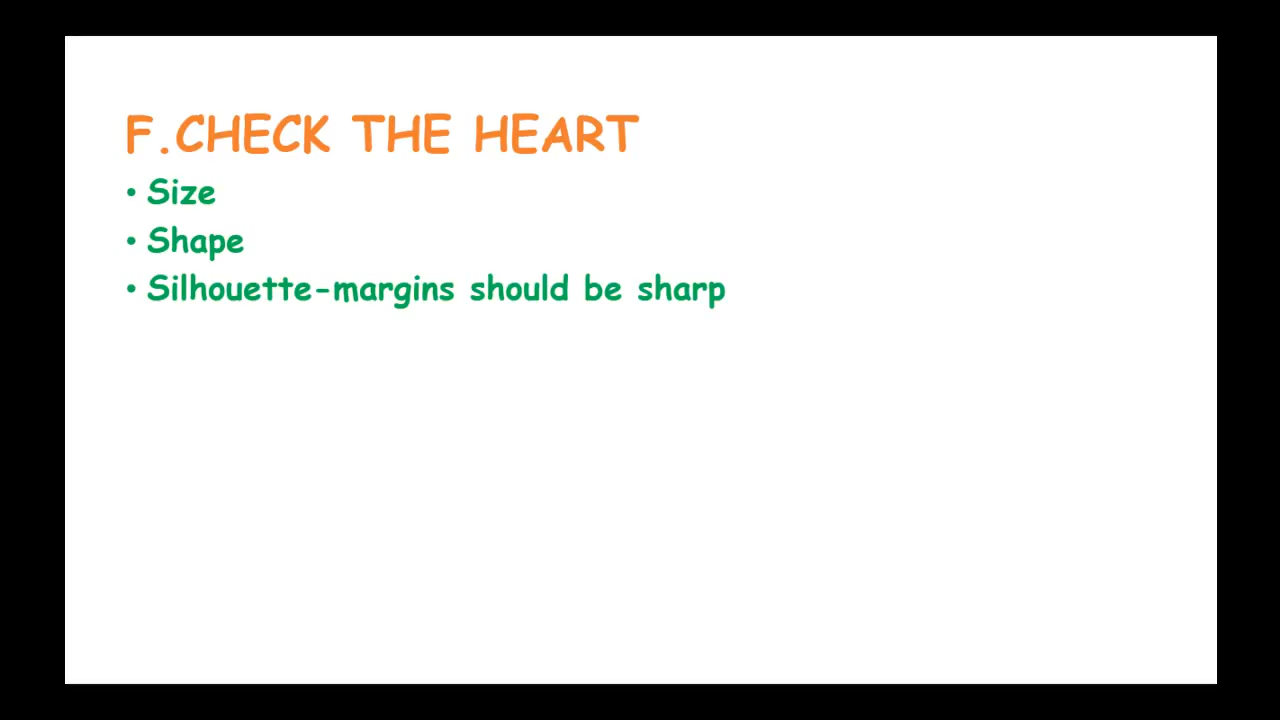 F.CHECK THE HEART
• Size
• Shape
• Silhouette-margins should be sharp